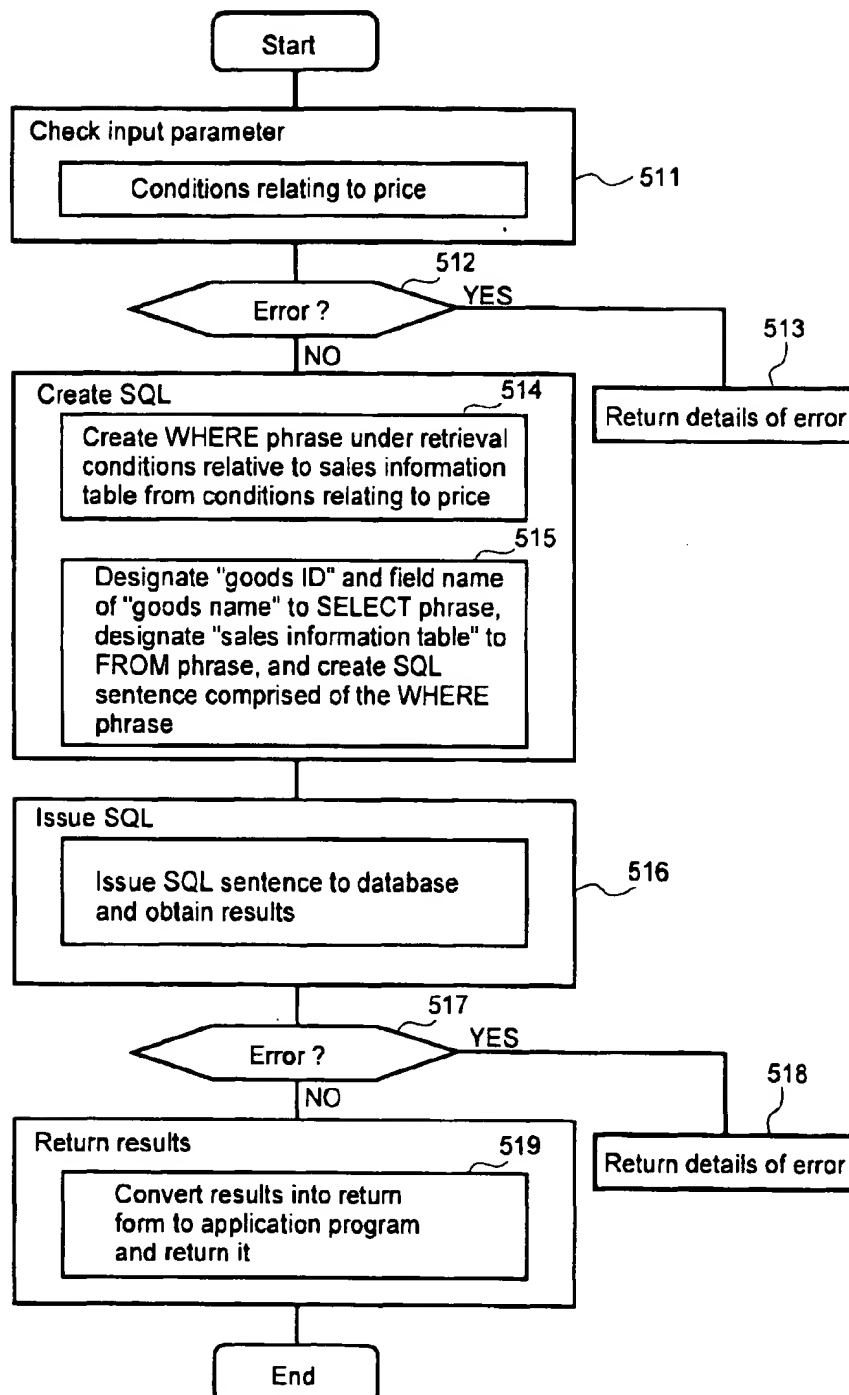 Start
Check input parameter
Conditions relating to price
511
512
Error ?
YES
NO
513
Return details of error
Create SQL
514
Create WHERE phrase under retrieval
conditions relative to sales information
table from conditions relating to price
515
Designate "goods ID" and field name
of "goods name" to SELECT phrase,
designate "sales information table" to
FROM phrase, and create SQL
sentence comprised of the WHERE
phrase
Issue SQL
Issue SQL sentence to database
and obtain results
516
517
Error ?
YES
NO
518
Return details of error
Return results
519
Convert results into return
form to application program
and return it
End